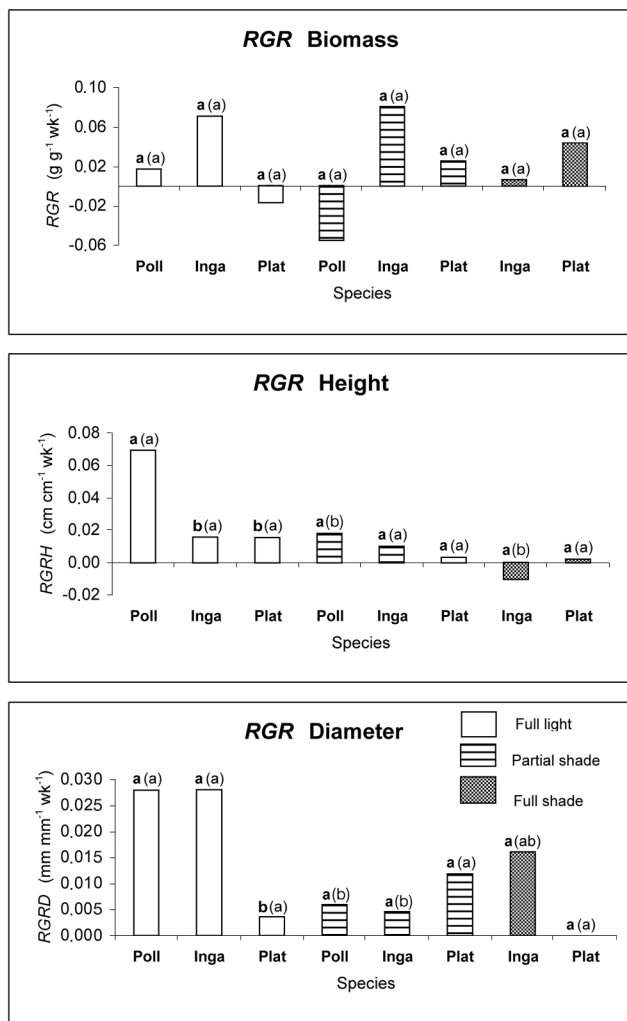 RGR Biomass
RGR (g g-1 wk-1)
0.10
0.06
0.02
-0.02
-0.06
a (a)
a (a)
a (a)
a (a)
a (a)
a (a)
a (a)
a (a)
Poll Inga Plat Poll Inga Plat Inga Plat
Species
RGR Height
RGRH (cm cm-1 wk-1)
0.08
0.06
0.04
0.02
0.00
-0.02
a (a)
b (a)
b (a)
a (b)
a (a)
a (a)
a (b)
a (a)
Poll Inga Plat Poll Inga Plat Inga Plat
Species
RGR Diameter
Full light
Partial shade
Full shade
RGRD (mm mm-1 wk-1)
0.030
0.025
0.020
0.015
0.010
0.005
0.000
a (a)
a (a)
b (a)
a (b)
a (b)
a (a)
a (ab)
a (a)
Poll Inga Plat Poll Inga Plat Inga Plat
Species